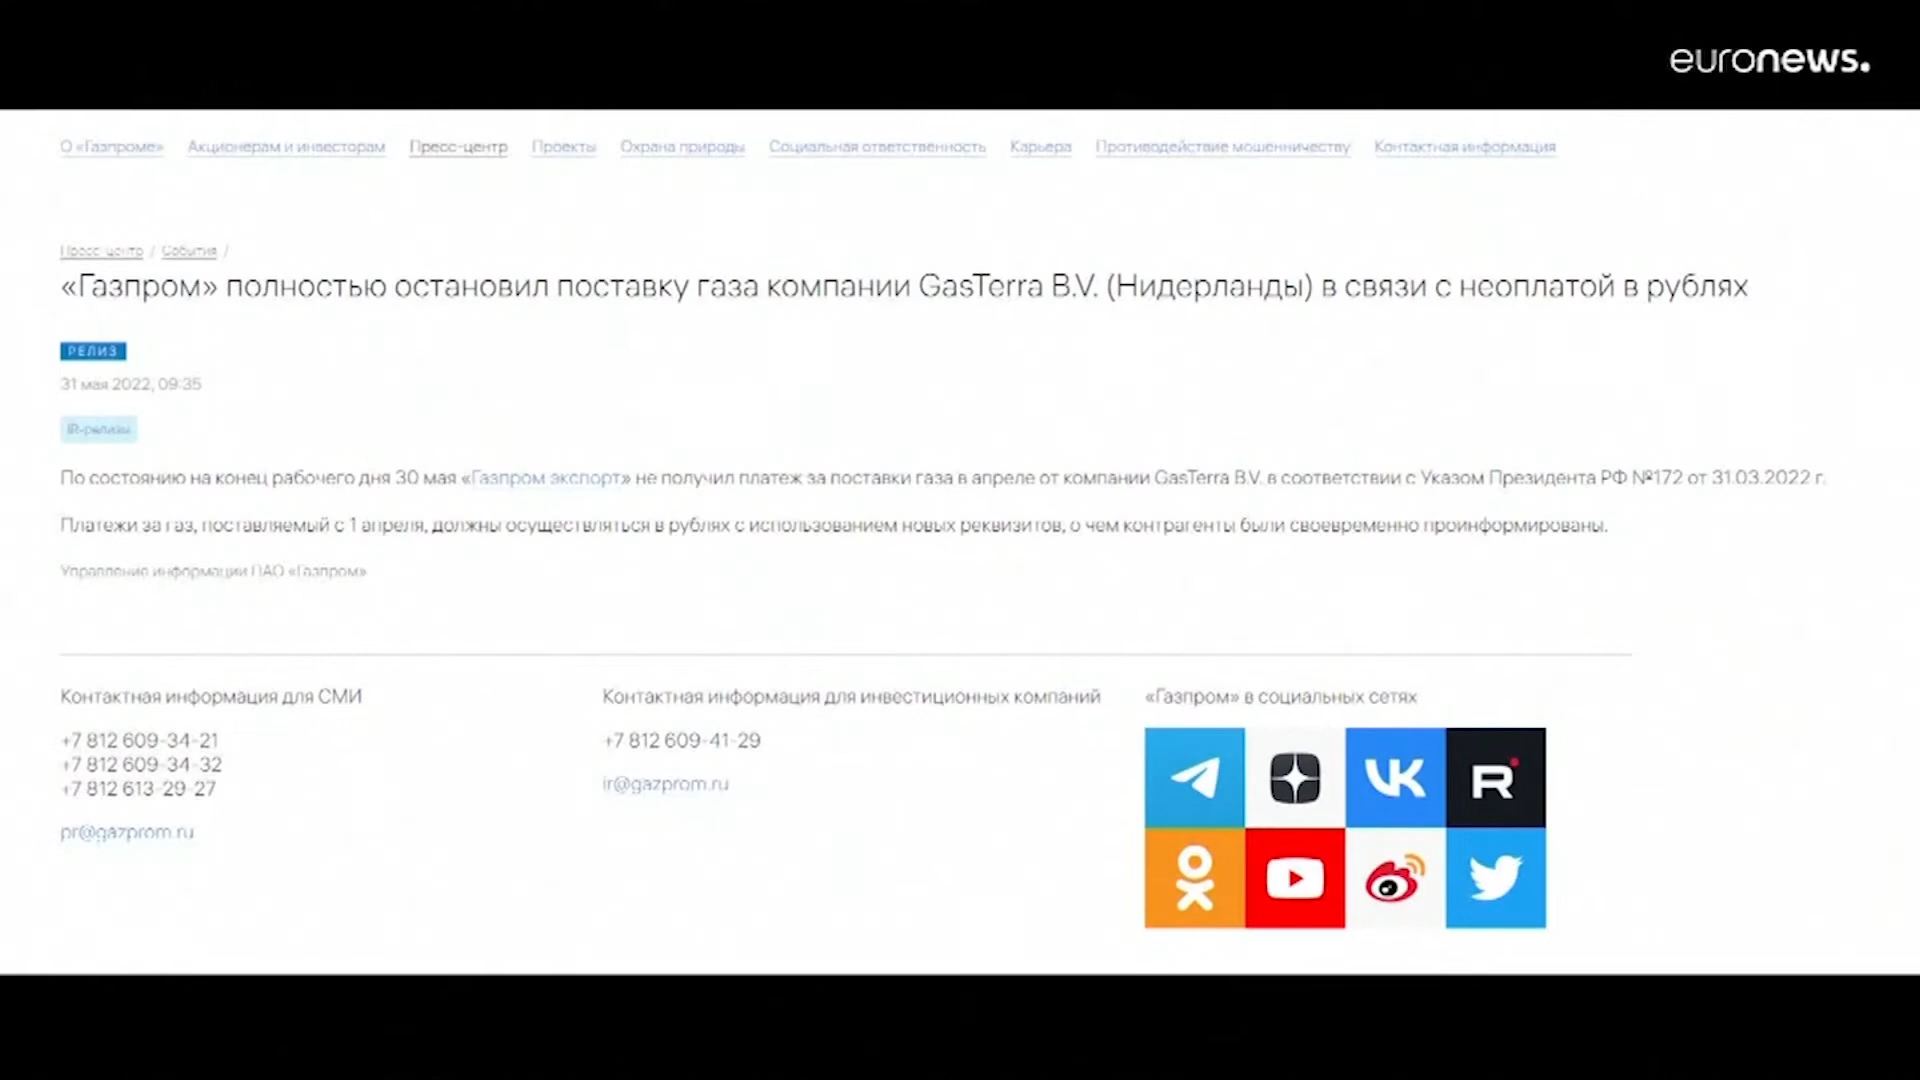 euronews.
О «Газпроме» Акционерам и инвесторам Пресс-центр Проекты Охрана природы Социальная ответственность Карьера Противодействие мошенничеству Контактная информация
Пресс-центр / События /
«Газпром» полностью остановил поставку газа компании GasTerra B.V. (Нидерланды) в связи с неоплатой в рублях
РЕЛИЗ
31 мая 2022, 09:35
IR-релизы
По состоянию на конец рабочего дня 30 мая «Газпром экспорт» не получил платеж за поставки газа в апреле от компании GasTerra B.V. в соответствии с Указом Президента РФ №172 от 31.03.2022 г.
Платежи за газ, поставляемый с 1 апреля, должны осуществляться в рублях с использованием новых реквизитов, о чем контрагенты были своевременно проинформированы.
Управление информации ПАО «Газпром»
Контактная информация для СМИ
+7 812 609-34-21
+7 812 609-34-32
+7 812 613-29-27
pr@gazprom.ru
Контактная информация для инвестиционных компаний
+7 812 609-41-29
ir@gazprom.ru
«Газпром» в социальных сетях
VK
R